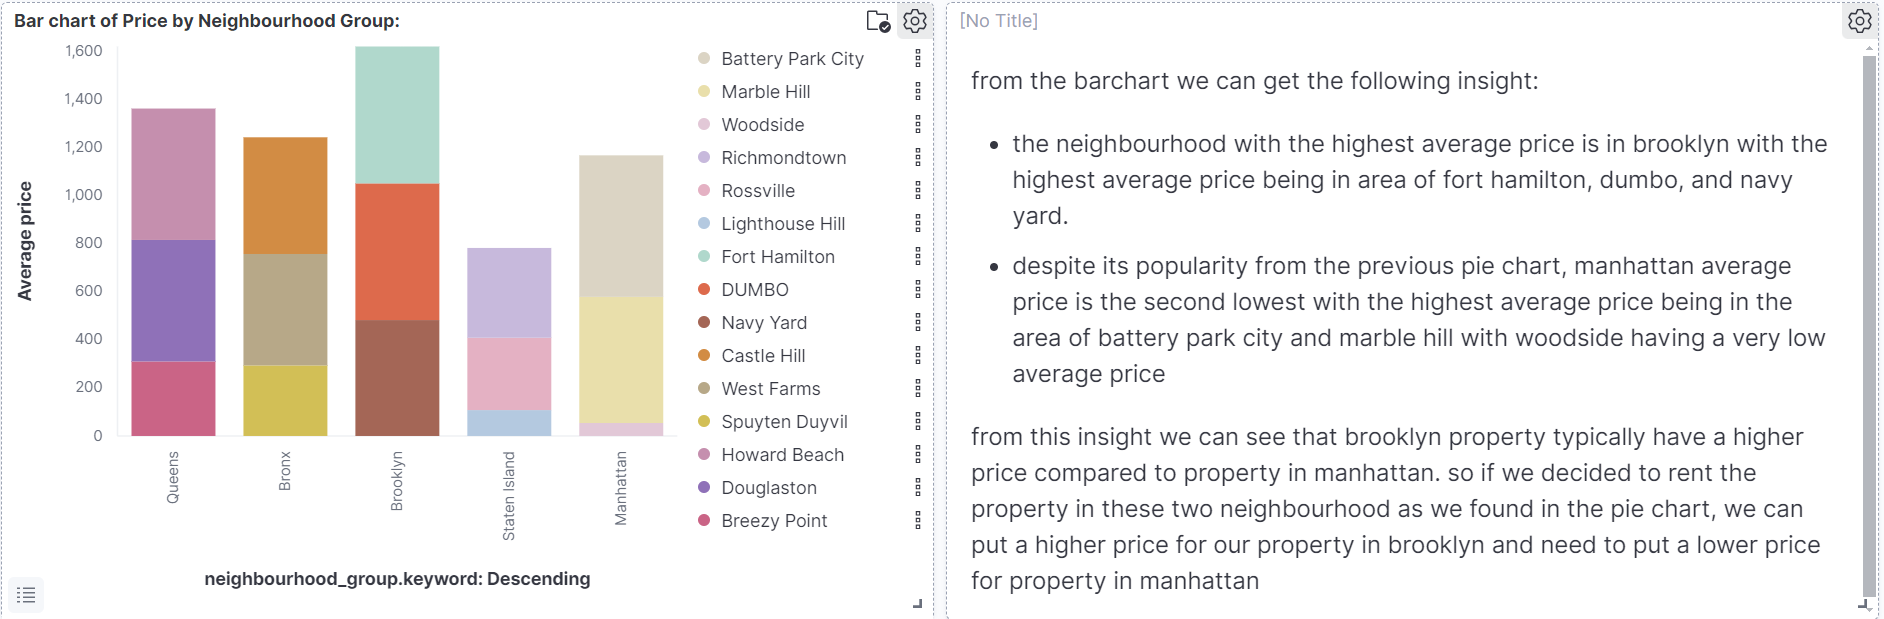 Bar chart of Price by Neighbourhood Group:
1,600
1,400
1,200
1,000
800
600
400
200
0
Average price
Queens
Bronx
Brooklyn
Staten Island
Manhattan
neighbourhood_group.keyword: Descending
Battery Park City
Marble Hill
Woodside
Richmondtown
Rossville
Lighthouse Hill
Fort Hamilton
DUMBO
Navy Yard
Castle Hill
West Farms
Spuyten Duyvil
Howard Beach
Douglaston
Breezy Point
[No Title]
from the barchart we can get the following insight:
• the neighbourhood with the highest average price is in brooklyn with the
highest average price being in area of fort hamilton, dumbo, and navy
yard.
• despite its popularity from the previous pie chart, manhattan average
price is the second lowest with the highest average price being in the
area of battery park city and marble hill with woodside having a very low
average price
from this insight we can see that brooklyn property typically have a higher
price compared to property in manhattan. so if we decided to rent the
property in these two neighbourhood as we found in the pie chart, we can
put a higher price for our property in brooklyn and need to put a lower price
for property in manhattan